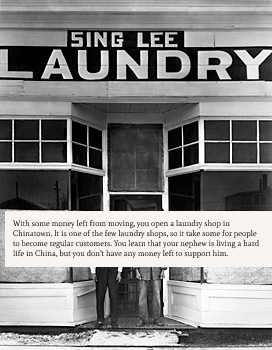 SING LEE
LAUNDRY
With some money left from moving, you open a laundry shop in
Chinatown. It is one of the few laundry shops, so it take some for people
to become regular customers. You learn that your nephew is living a hard
life in China, but you don't have any money left to support him.